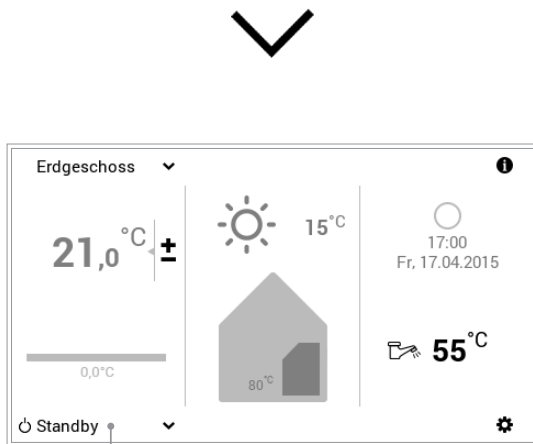 Erdgeschoss
21,0°C
±
0,0°C
Standby
15°C
80°C
17:00
Fr, 17.04.2015
55°C